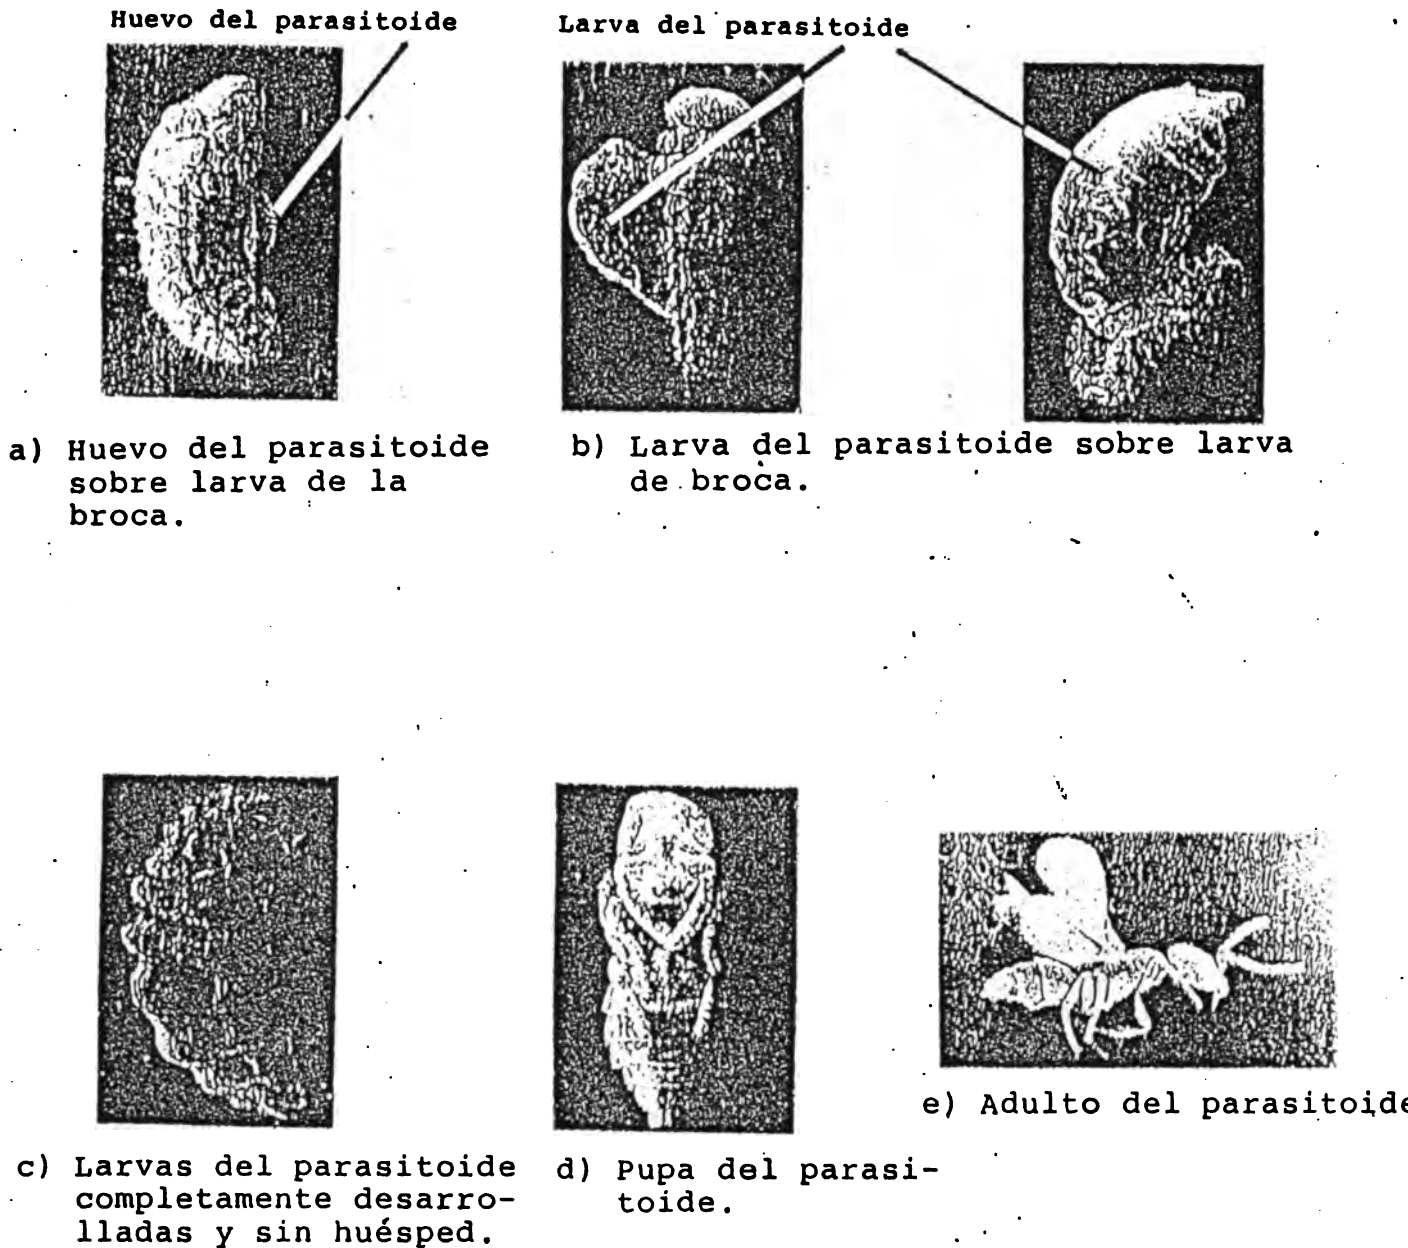 Huevo del parasitoide
Larva del parasitoide
a) Huevo del parasitoide
sobre larva de la
broca.
b) Larva del parasitoide sobre larva
de broca.
c) Larvas del parasitoide
completamente desarro-
lladas y sin huésped.
d) Pupa del parasi-
toide.
e) Adulto del parasitoide